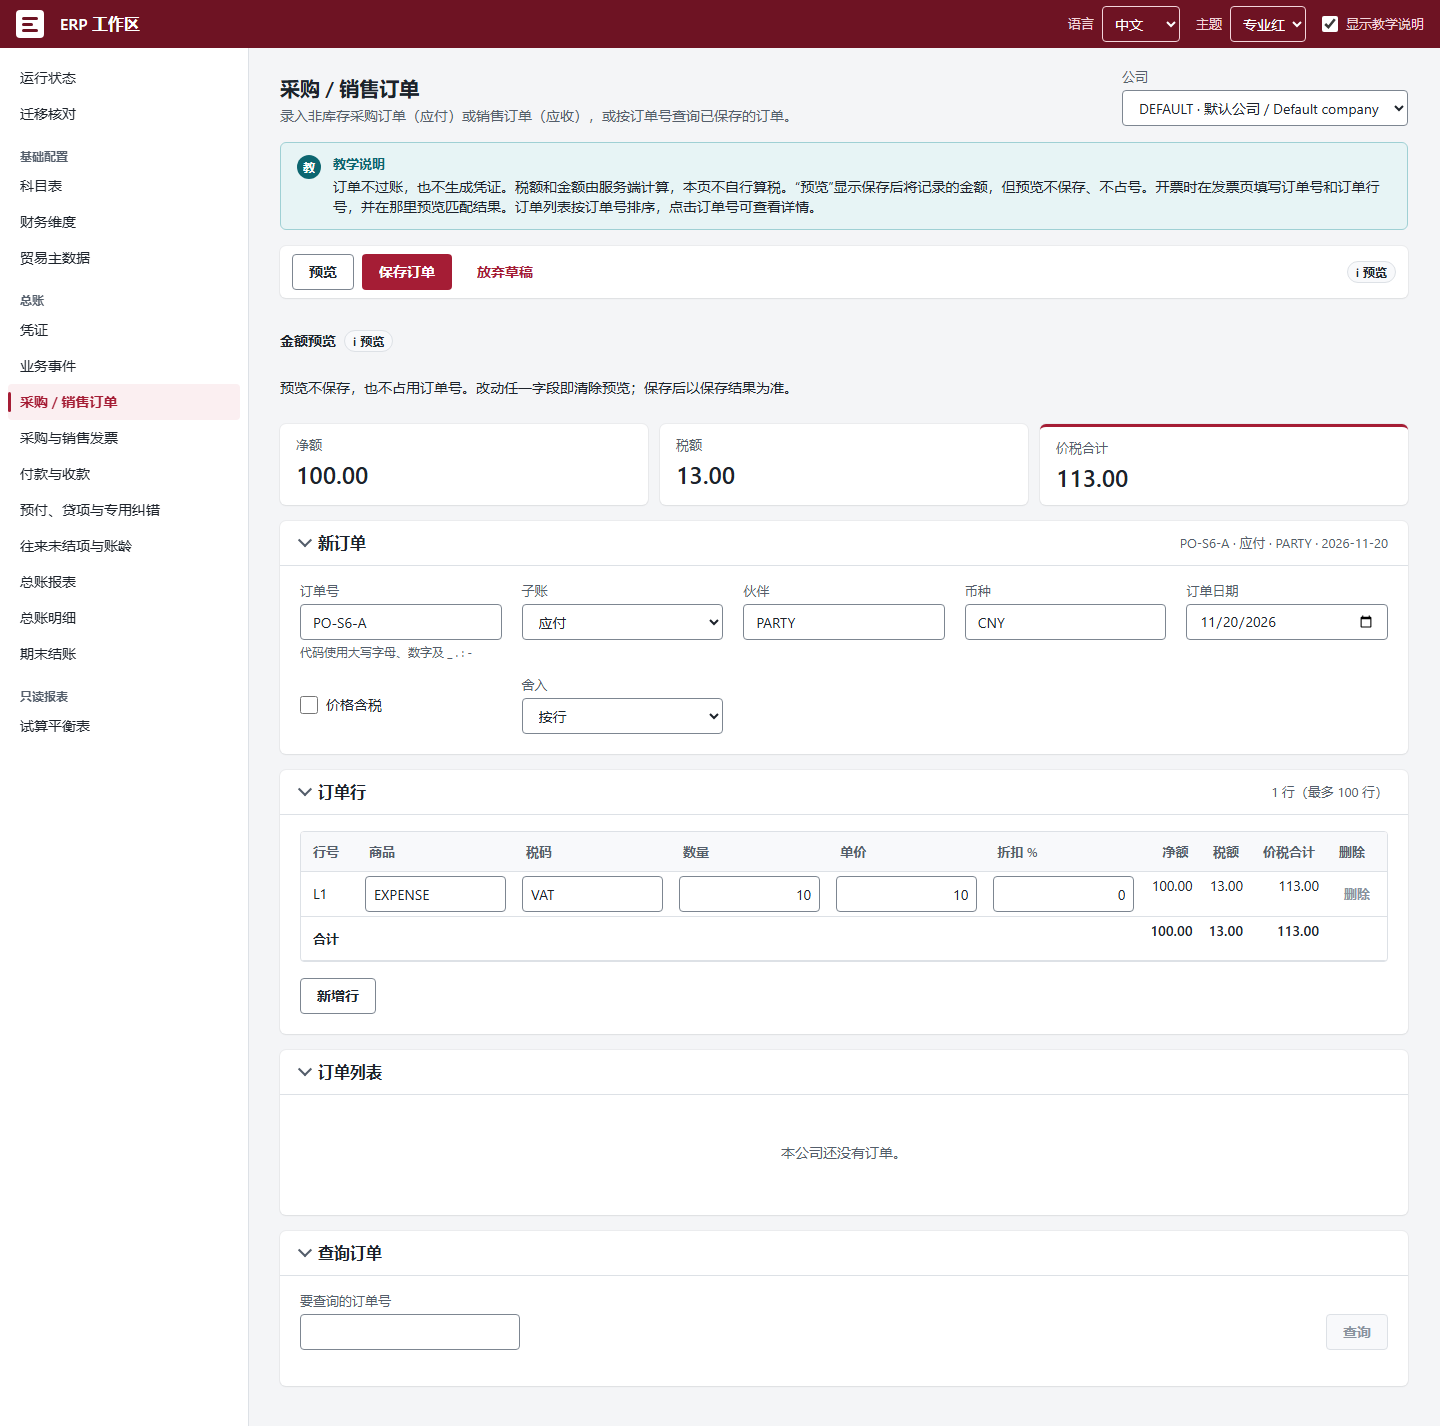 ERP 工作区
语言 中文 主题 专业红 显示教学说明
运行状态
迁移核对
基础配置
科目表
财务维度
贸易主数据
总账
凭证
业务事件
采购 / 销售订单
采购与销售发票
付款与收款
预付、贷项与专用纠错
往来未结项与账龄
总账报表
总账明细
期末结账
只读报表
试算平衡表
采购 / 销售订单
录入非库存采购订单（应付）或销售订单（应收），或按订单号查询已保存的订单。
公司
DEFAULT · 默认公司 / Default company
教 教学说明
订单不过账，也不生成凭证。税额和金额由服务端计算，本页不自行算税。“预览”显示保存后将记录的金额，但预览不保存、不占号。开票时在发票页填写订单号和订单行
号，并在那里预览匹配结果。订单列表按订单号排序，点击订单号可查看详情。
预览 保存订单 放弃草稿 i 预览
金额预览 i 预览
预览不保存，也不占用订单号。改动任一字段即清除预览；保存后以保存结果为准。
净额 税额 价税合计
100.00 13.00 113.00
新订单 PO-S6-A · 应付 · PARTY · 2026-11-20
订单号 子账 伙伴 币种 订单日期
PO-S6-A 应付 PARTY CNY 11/20/2026
代码使用大写字母、数字及 _ . : -
舍入
价格含税 按行
订单行 1 行（最多 100 行）
行号 商品 税码 数量 单价 折扣 % 净额 税额 价税合计 删除
L1 EXPENSE VAT 10 10 0 100.00 13.00 113.00 删除
合计 100.00 13.00 113.00
新增行
订单列表
本公司还没有订单。
查询订单
要查询的订单号
查询